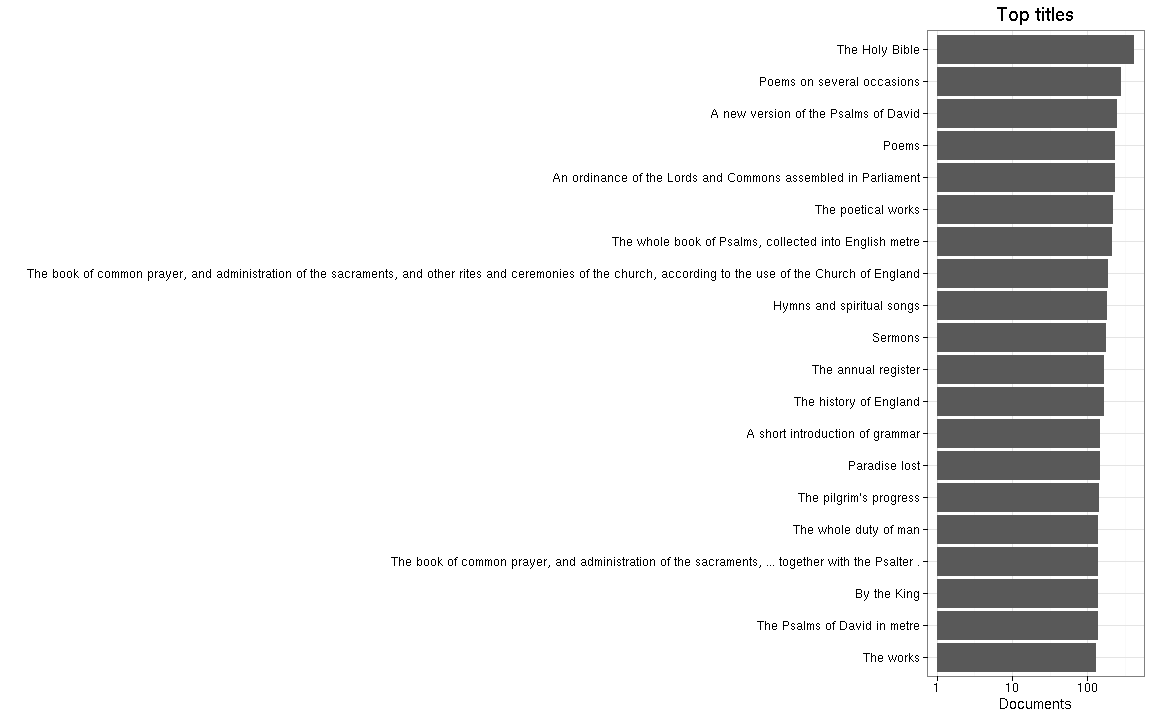 Top titles
The Holy Bible
Poems on several occasions
A new version of the Psalms of David
Poems
An ordinance of the Lords and Commons assembled in Parliament
The poetical works
The whole book of Psalms, collected into English metre
The book of common prayer, and administration of the sacraments, and other rites and ceremonies of the church, according to the use of the Church of England
Hymns and spiritual songs
Sermons
The annual register
The history of England
A short introduction of grammar
Paradise lost
The pilgrim's progress
The whole duty of man
The book of common prayer, and administration of the sacraments, ... together with the Psalter .
By the King
The Psalms of David in metre
The works
1 10 100
Documents